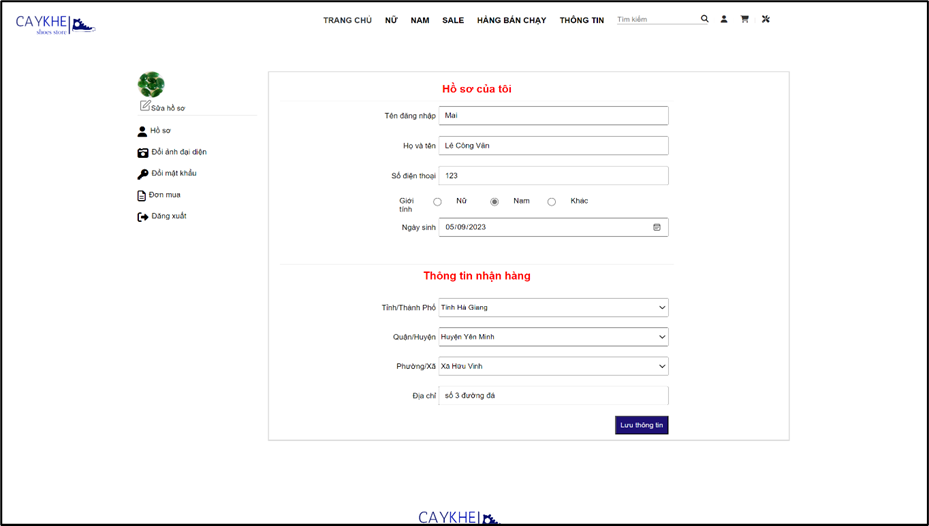 CAYKHE
shoes store
TRANG CHỦ NỮ NAM SALE HÀNG BÁN CHẠY THÔNG TIN Tìm kiếm
Sửa hồ sơ
Hồ sơ
Đổi ảnh đại diện
Đổi mật khẩu
Đơn mua
Đăng xuất
Hồ sơ của tôi
Tên đăng nhập Mai
Họ và tên Lê Công Văn
Số điện thoại 123
Giới tính Nữ Nam Khác
Ngày sinh 05/09/2023
Thông tin nhận hàng
Tỉnh/Thành Phố Tỉnh Hà Giang
Quận/Huyện Huyện Yên Minh
Phường/Xã Xã Hữu Vinh
Địa chỉ số 3 đường đá
Lưu thông tin
CAYKHE